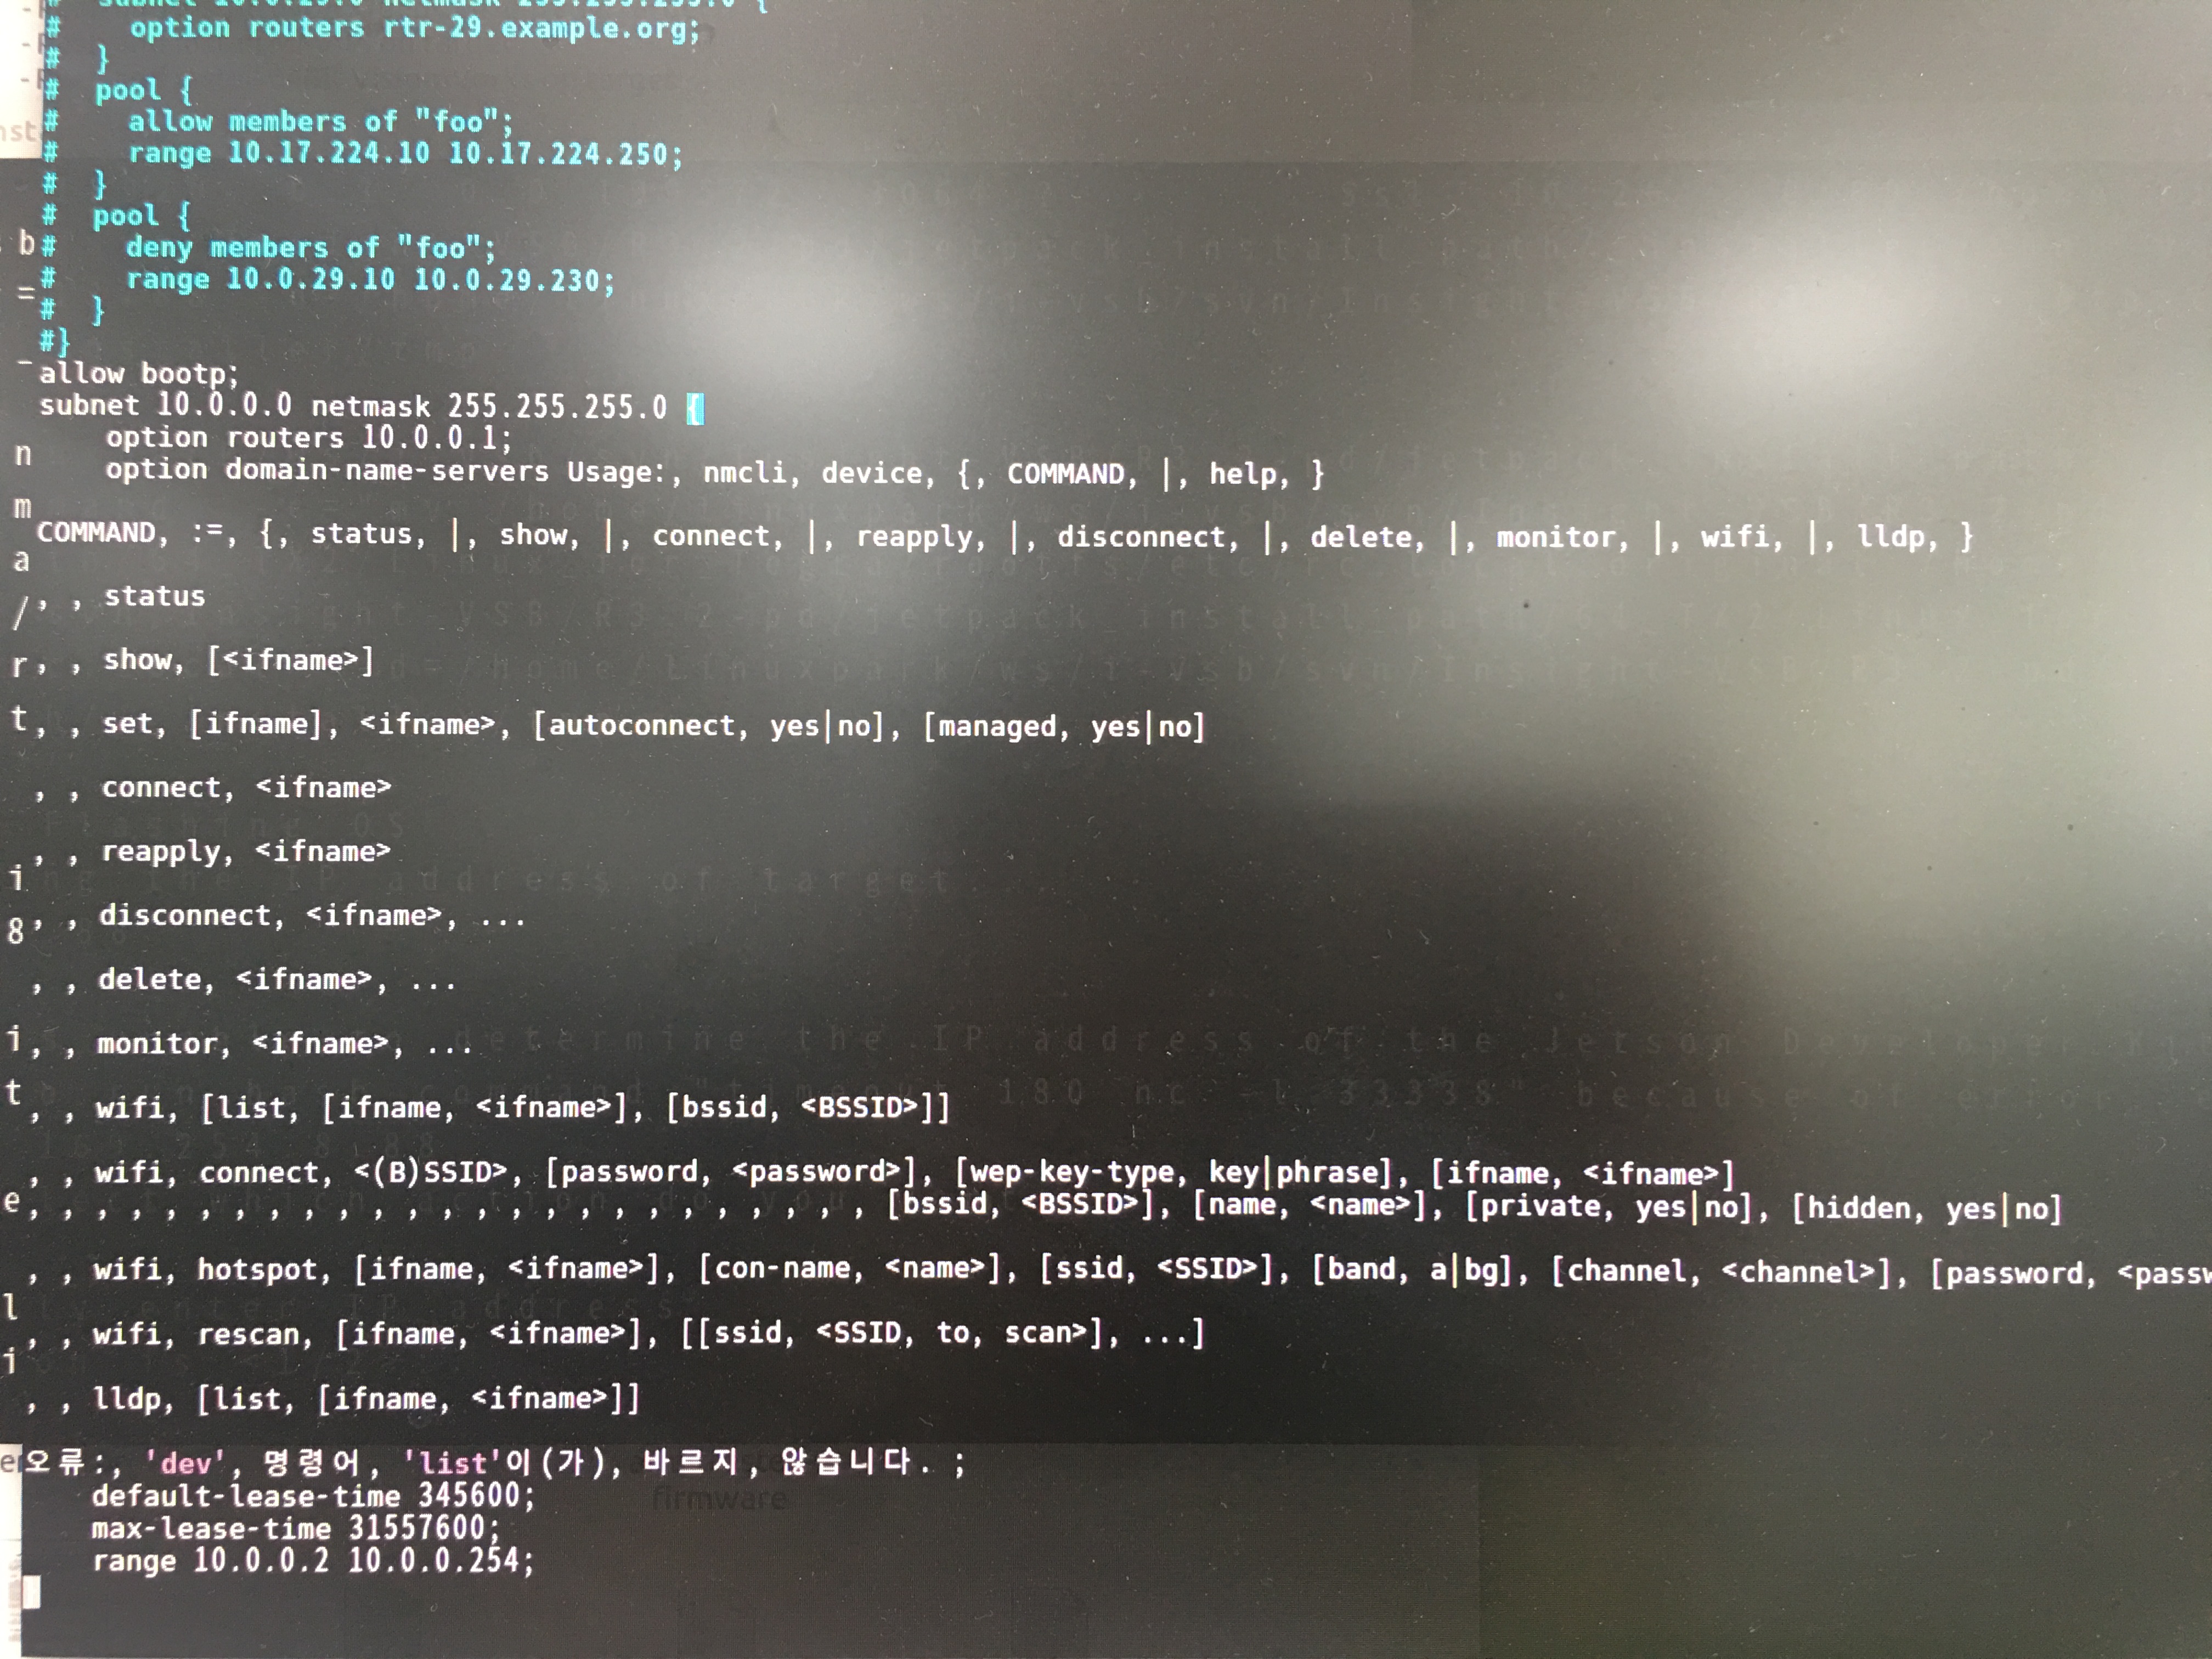 # subnet 10.0.29.0 netmask 255.255.255.0 {
#    option routers rtr-29.example.org;
#  }
#  pool {
#    allow members of "foo";
#    range 10.17.224.10 10.17.224.250;
#  }
#  pool {
#    deny members of "foo";
#    range 10.0.29.10 10.0.29.230;
#  }
#}
allow bootp;
subnet 10.0.0.0 netmask 255.255.255.0 {
    option routers 10.0.0.1;
    option domain-name-servers Usage:, nmcli, device, {, COMMAND, |, help, }
COMMAND, :=, {, status, |, show, |, connect, |, reapply, |, disconnect, |, delete, |, monitor, |, wifi, |, lldp, }
, , status
, , show, [<ifname>]
, , set, [ifname], <ifname>, [autoconnect, yes|no], [managed, yes|no]
, , connect, <ifname>
, , reapply, <ifname>
, , disconnect, <ifname>, ...
, , delete, <ifname>, ...
, , monitor, <ifname>, ...
, , wifi, [list, [ifname, <ifname>], [bssid, <BSSID>]]
, , wifi, connect, <(B)SSID>, [password, <password>], [wep-key-type, key|phrase], [ifname, <ifname>]
, , , , , , , , , , , , , , , , , , , , , , , , , [bssid, <BSSID>], [name, <name>], [private, yes|no], [hidden, yes|no]
, , wifi, hotspot, [ifname, <ifname>], [con-name, <name>], [ssid, <SSID>], [band, a|bg], [channel, <channel>], [password, <passw
, , wifi, rescan, [ifname, <ifname>], [[ssid, <SSID, to, scan>], ...]
, , lldp, [list, [ifname, <ifname>]]
오류:, 'dev', 명령어, 'list'이(가), 바르지, 않습니다. ;
    default-lease-time 345600;
    max-lease-time 31557600;
    range 10.0.0.2 10.0.0.254;